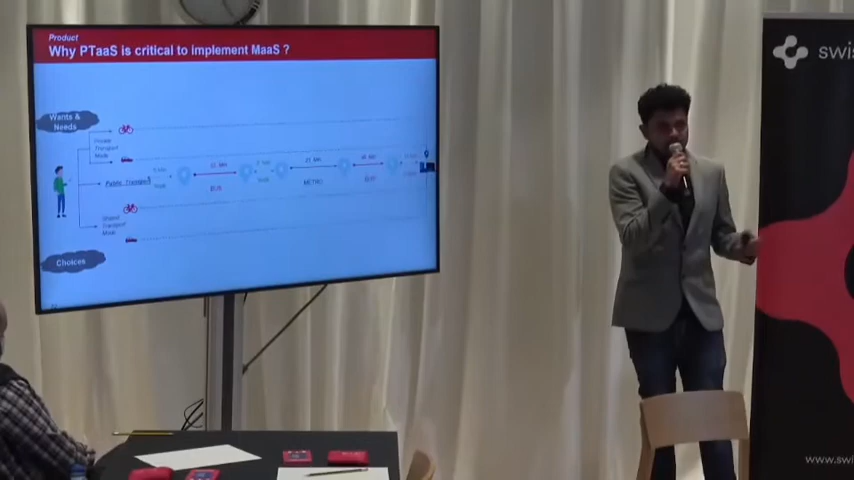 Product
Why PTaaS is critical to implement MaaS ?
Wants &
Needs
Private
Transport
Mode
Public Transport
BUS
METRO
BUS
Shared
Transport
Mode
Choices
swis
www.swis